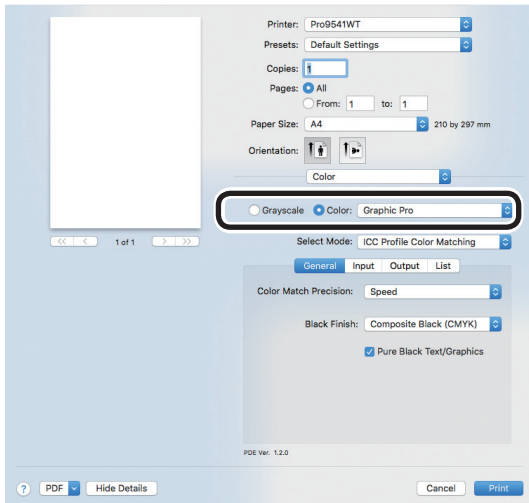 Printer: Pro9541WT
Presets: Default Settings
Copies: 1
Pages: All
From: 1 to: 1
Paper Size: A4 210 by 297 mm
Orientation:
Color
Grayscale Color: Graphic Pro
<< < 1 of 1 > >>
Select Mode: ICC Profile Color Matching
General Input Output List
Color Match Precision: Speed
Black Finish: Composite Black (CMYK)
Pure Black Text/Graphics
PDE Ver. 1.2.0
? PDF Hide Details Cancel Print